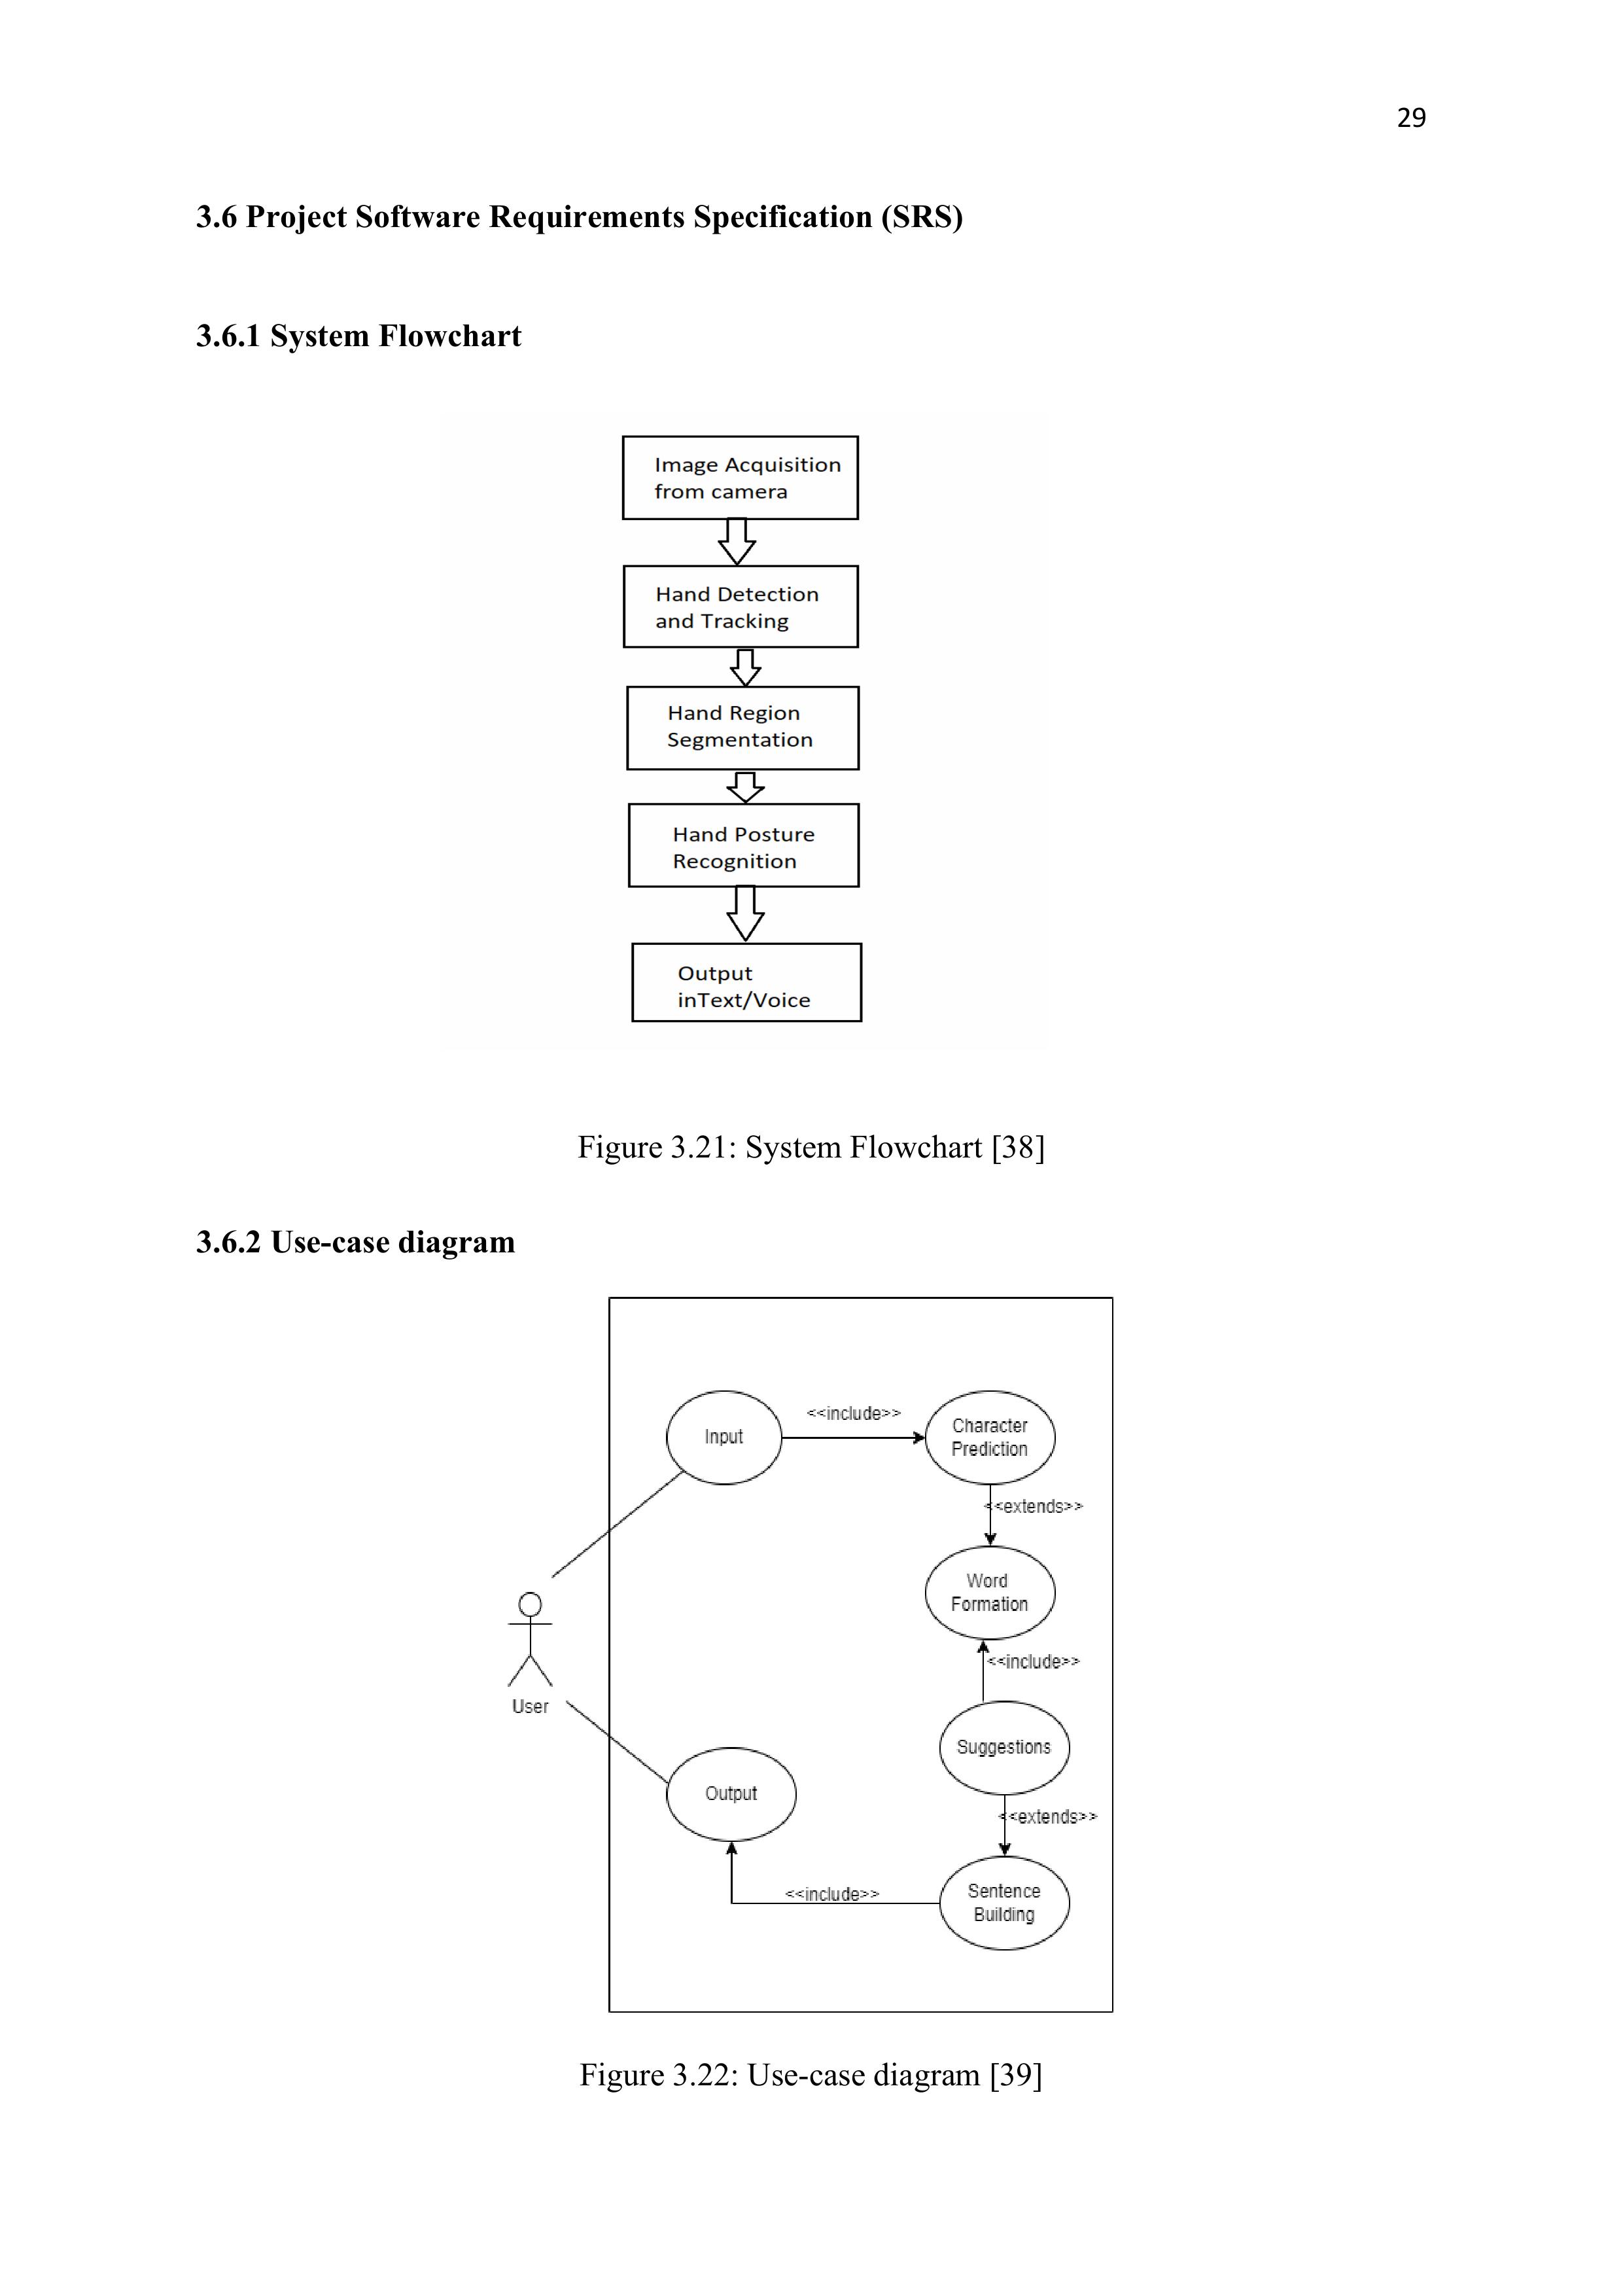 29
3.6 Project Software Requirements Specification (SRS)
3.6.1 System Flowchart
Image Acquisition
from camera
Hand Detection
and Tracking
Hand Region
Segmentation
Hand Posture
Recognition
Output
inText/Voice
Figure 3.21: System Flowchart [38]
3.6.2 Use-case diagram
Input
<<include>>
Character
Prediction
<<extends>>
Word
Formation
<<include>>
User
Suggestions
Output
<<extends>>
<<include>>
Sentence
Building
Figure 3.22: Use-case diagram [39]